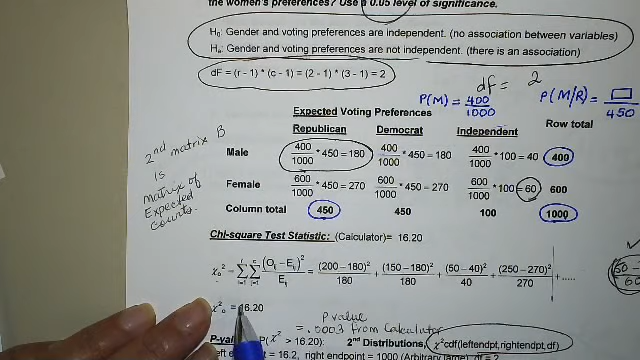 the women's preferences? Use a 0.05 level of significance.
H₀: Gender and voting preferences are independent. (no association between variables)
Hₐ: Gender and voting preferences are not independent. (there is an association)
dF = (r - 1) * (c - 1) = (2 - 1) * (3 - 1) = 2
df = 2
P(M) = 400/1000
P(M/R) = □/450
Expected Voting Preferences
Republican Democrat Independent Row total
Male 400/1000 * 450 = 180 400/1000 * 450 = 180 400/1000 * 100 = 40 400
Female 600/1000 * 450 = 270 600/1000 * 450 = 270 600/1000 * 100 = 60 600
Column total 450 450 100 1000
2nd matrix B
is
matrix of
Expected
counts.
Chi-square Test Statistic: (Calculator)= 16.20
= (200 - 180)²/180 + (150 - 180)²/180 + (50 - 40)²/40 + (250 - 270)²/270 + .....
= 16.20
P value
= .0003 from Calculator
P(χ² > 16.20) 2nd Distributions, χ²cdf(leftendpt,rightendpt,df)
endpoint = 16.2, right endpoint = 1000 (Arbitrary